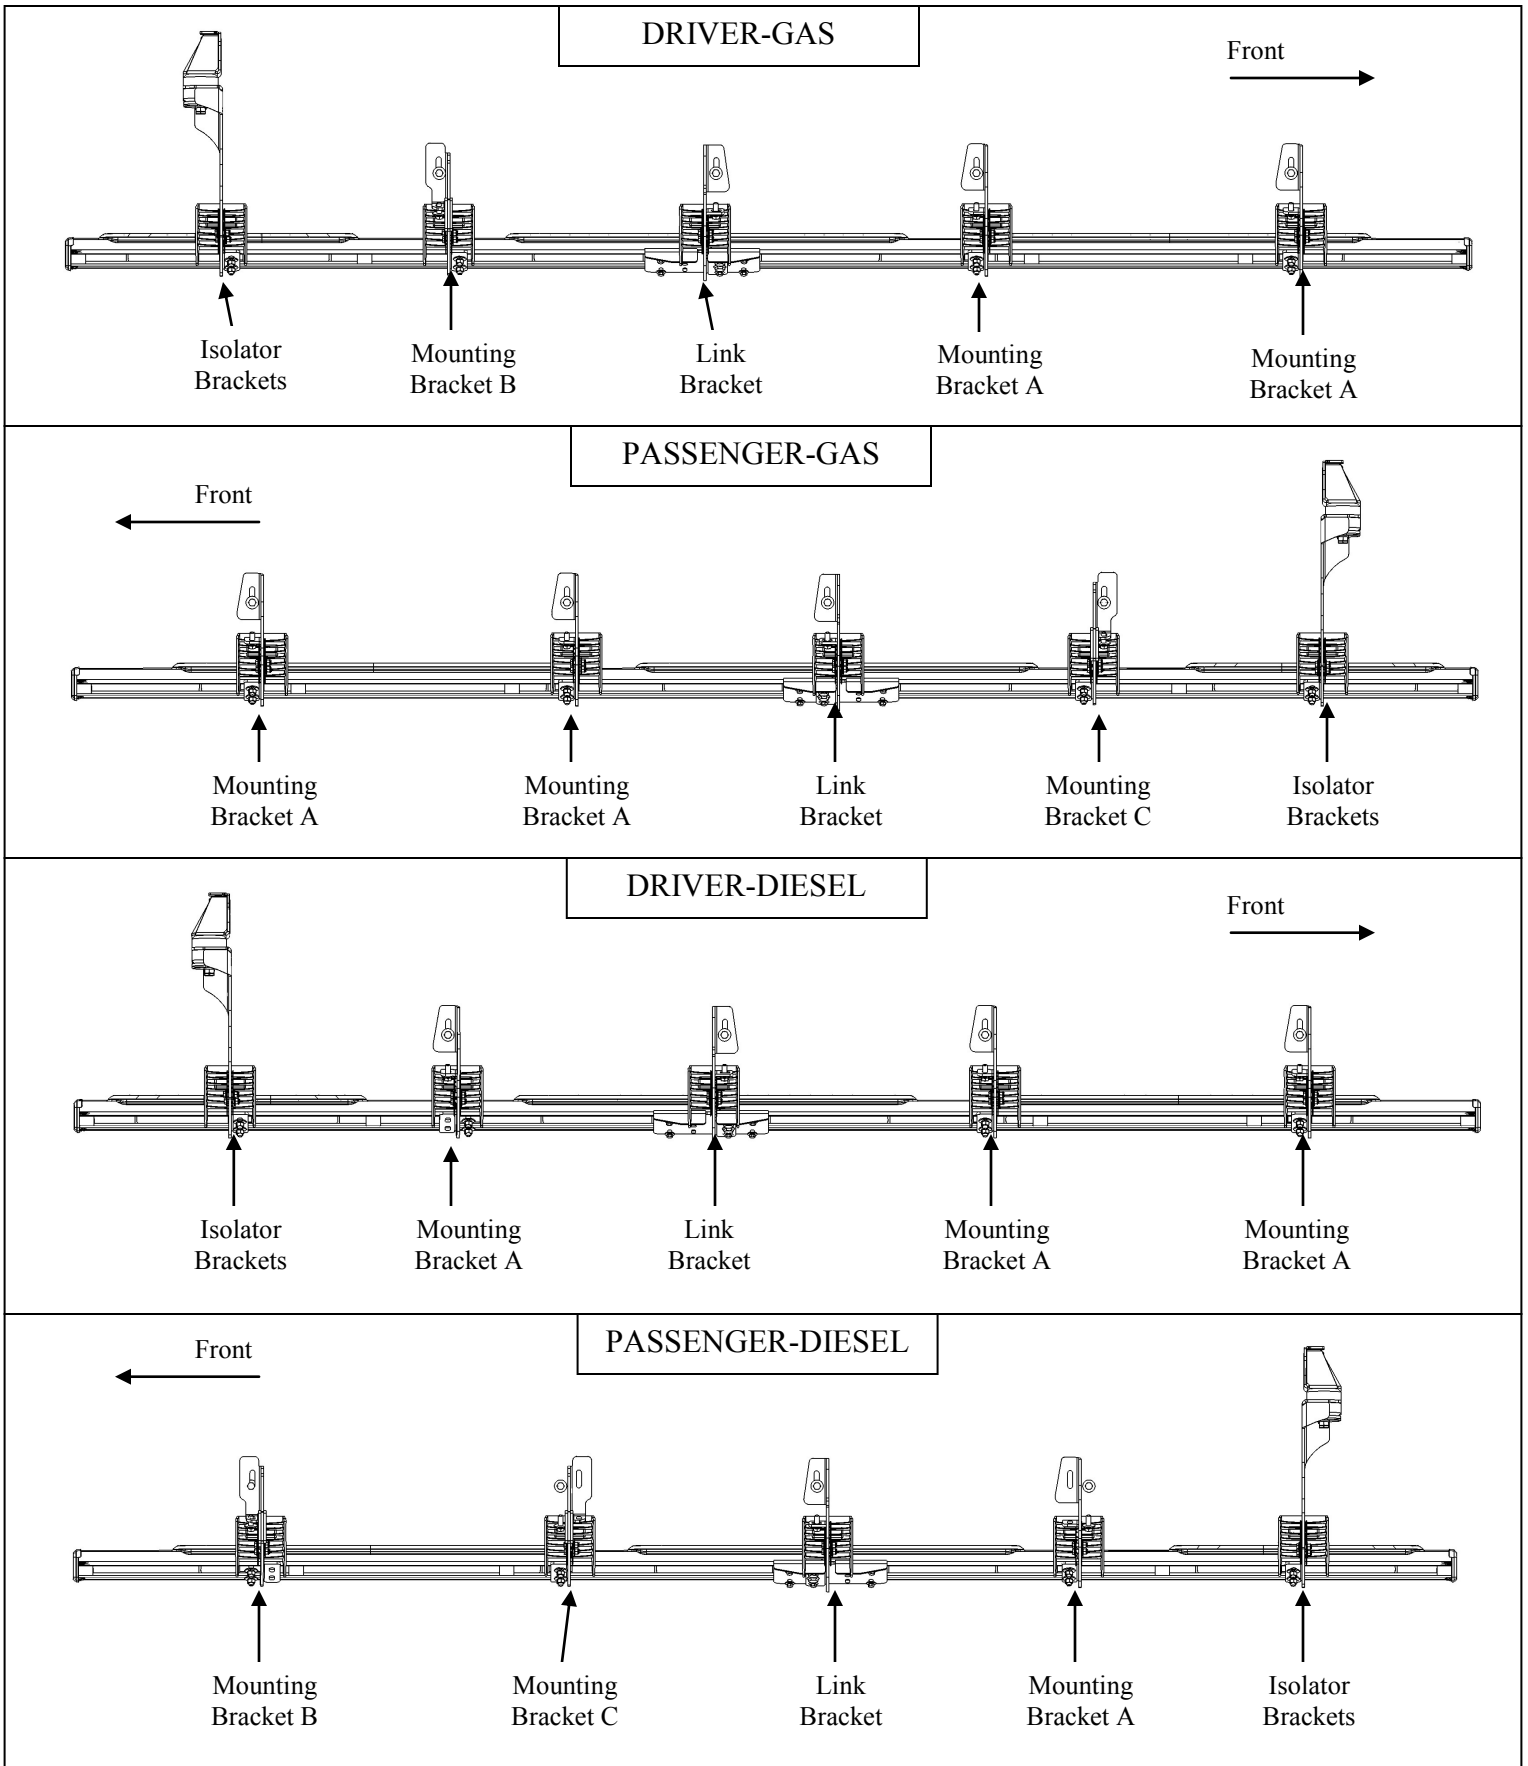 DRIVER-GAS
Front
Isolator
Brackets
Mounting
Bracket B
Link
Bracket
Mounting
Bracket A
Mounting
Bracket A
PASSENGER-GAS
Front
Mounting
Bracket A
Mounting
Bracket A
Link
Bracket
Mounting
Bracket C
Isolator
Brackets
DRIVER-DIESEL
Front
Isolator
Brackets
Mounting
Bracket A
Link
Bracket
Mounting
Bracket A
Mounting
Bracket A
PASSENGER-DIESEL
Front
Mounting
Bracket B
Mounting
Bracket C
Link
Bracket
Mounting
Bracket A
Isolator
Brackets